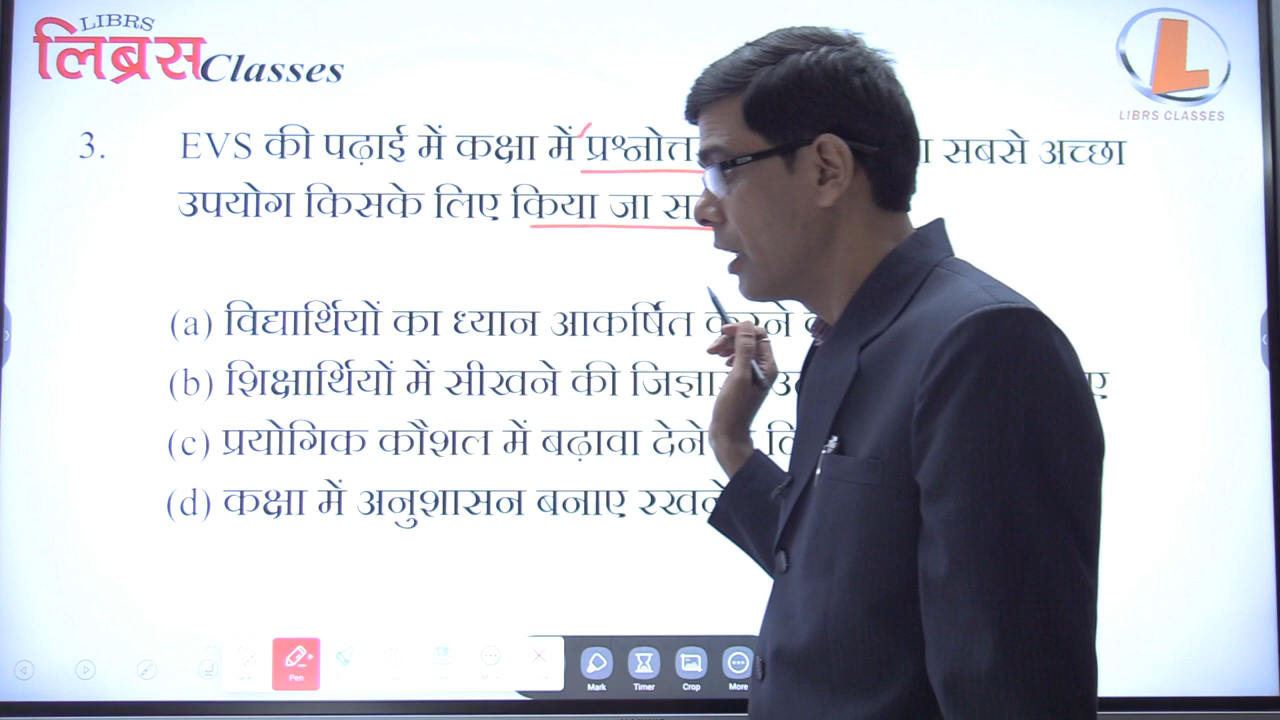 LIBRS
लिब्रस Classes
LIBRS CLASSES
3. EVS की पढ़ाई में कक्षा में सबसे अच्छा
उपयोग किसके लिए किया जा
(a) विद्यार्थियों का ध्यान आकर्षित करने
(b) शिक्षार्थियों में सीखने की
(c) प्रयोगिक कौशल में बढ़ावा देने
(d) कक्षा में अनुशासन बनाए रखने
Pen
Mark Timer Crop More